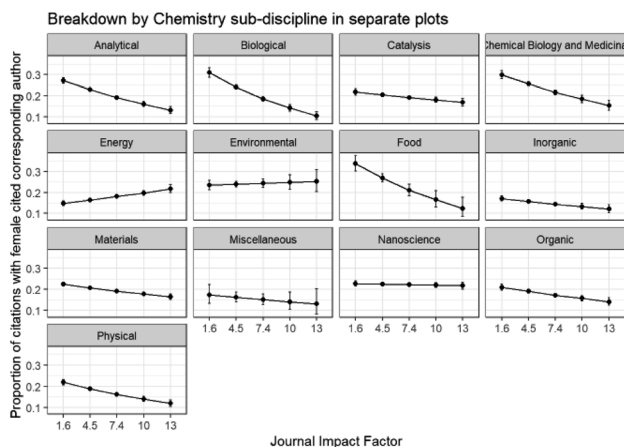 Breakdown by Chemistry sub-discipline in separate plots
Proportion of citations with female cited corresponding author
Analytical
Biological
Catalysis
Chemical Biology and Medicina
0.3
0.2
0.1
Energy
Environmental
Food
Inorganic
0.3
0.2
0.1
Materials
Miscellaneous
Nanoscience
Organic
0.3
0.2
0.1
1.6 4.5 7.4 10 13
1.6 4.5 7.4 10 13
1.6 4.5 7.4 10 13
Physical
0.3
0.2
0.1
1.6 4.5 7.4 10 13
Journal Impact Factor